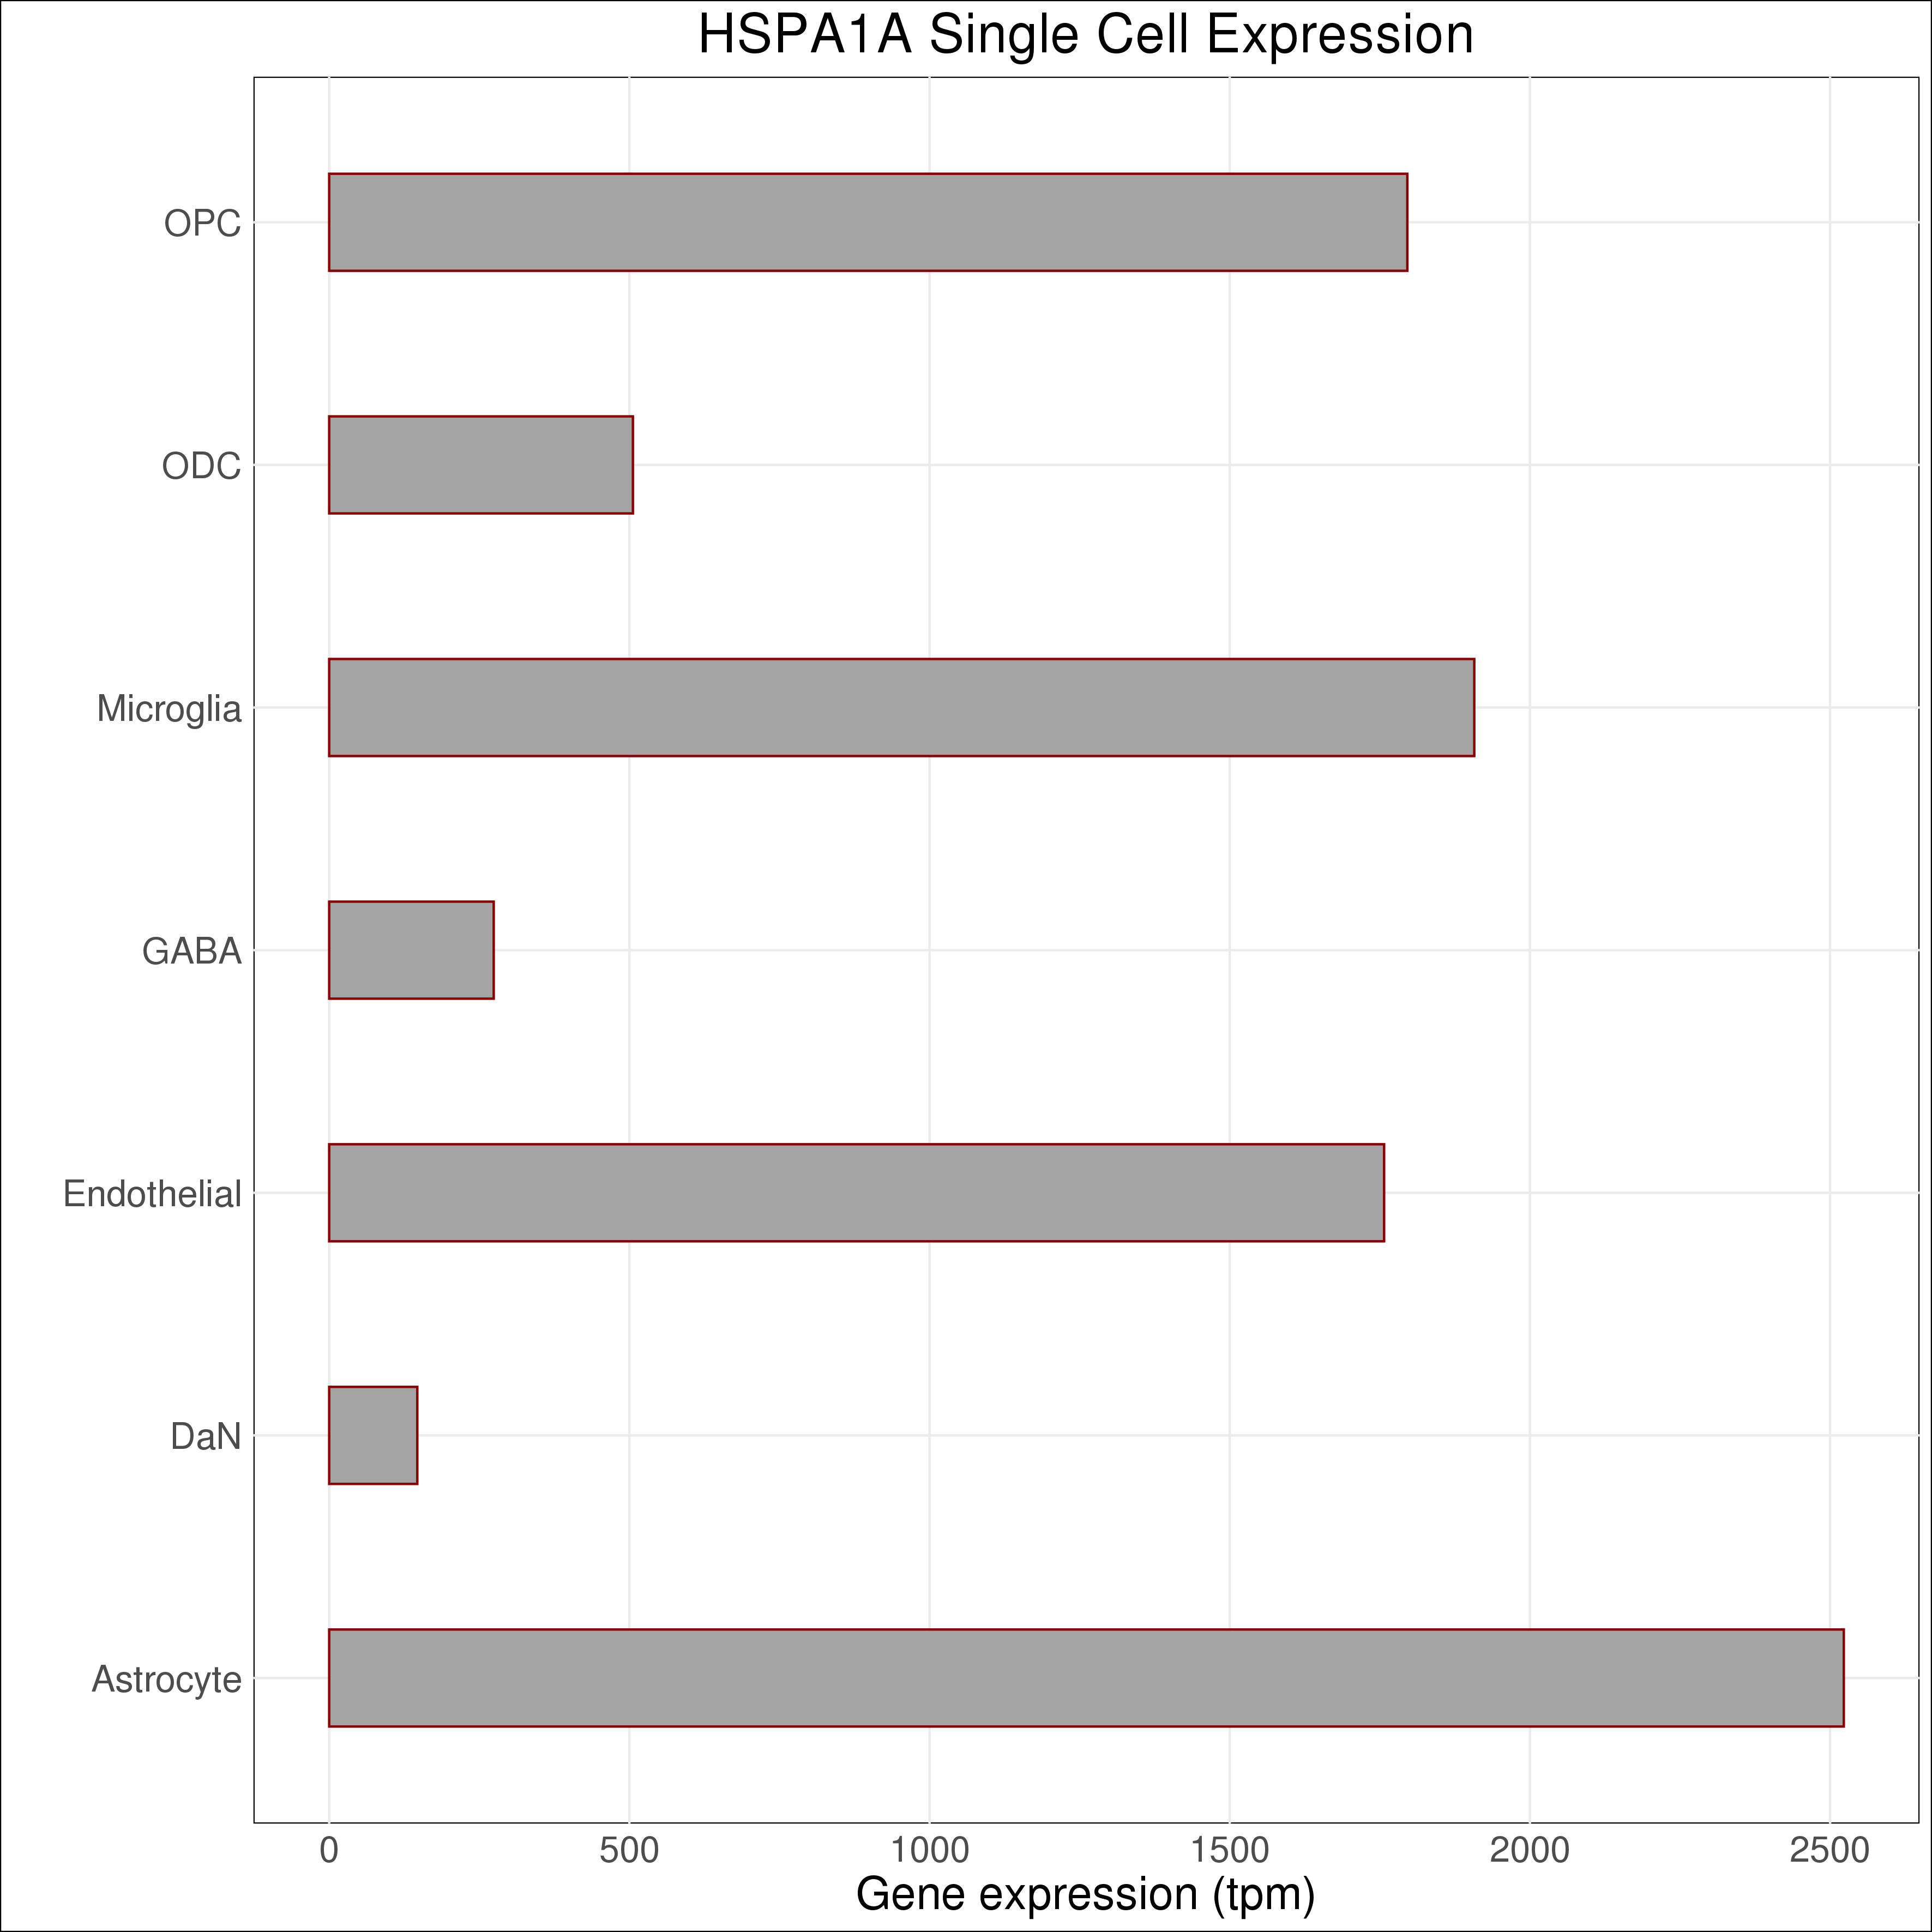 HSPA1A Single Cell Expression
OPC
ODC
Microglia
GABA
Endothelial
DaN
Astrocyte
0 500 1000 1500 2000 2500
Gene expression (tpm)